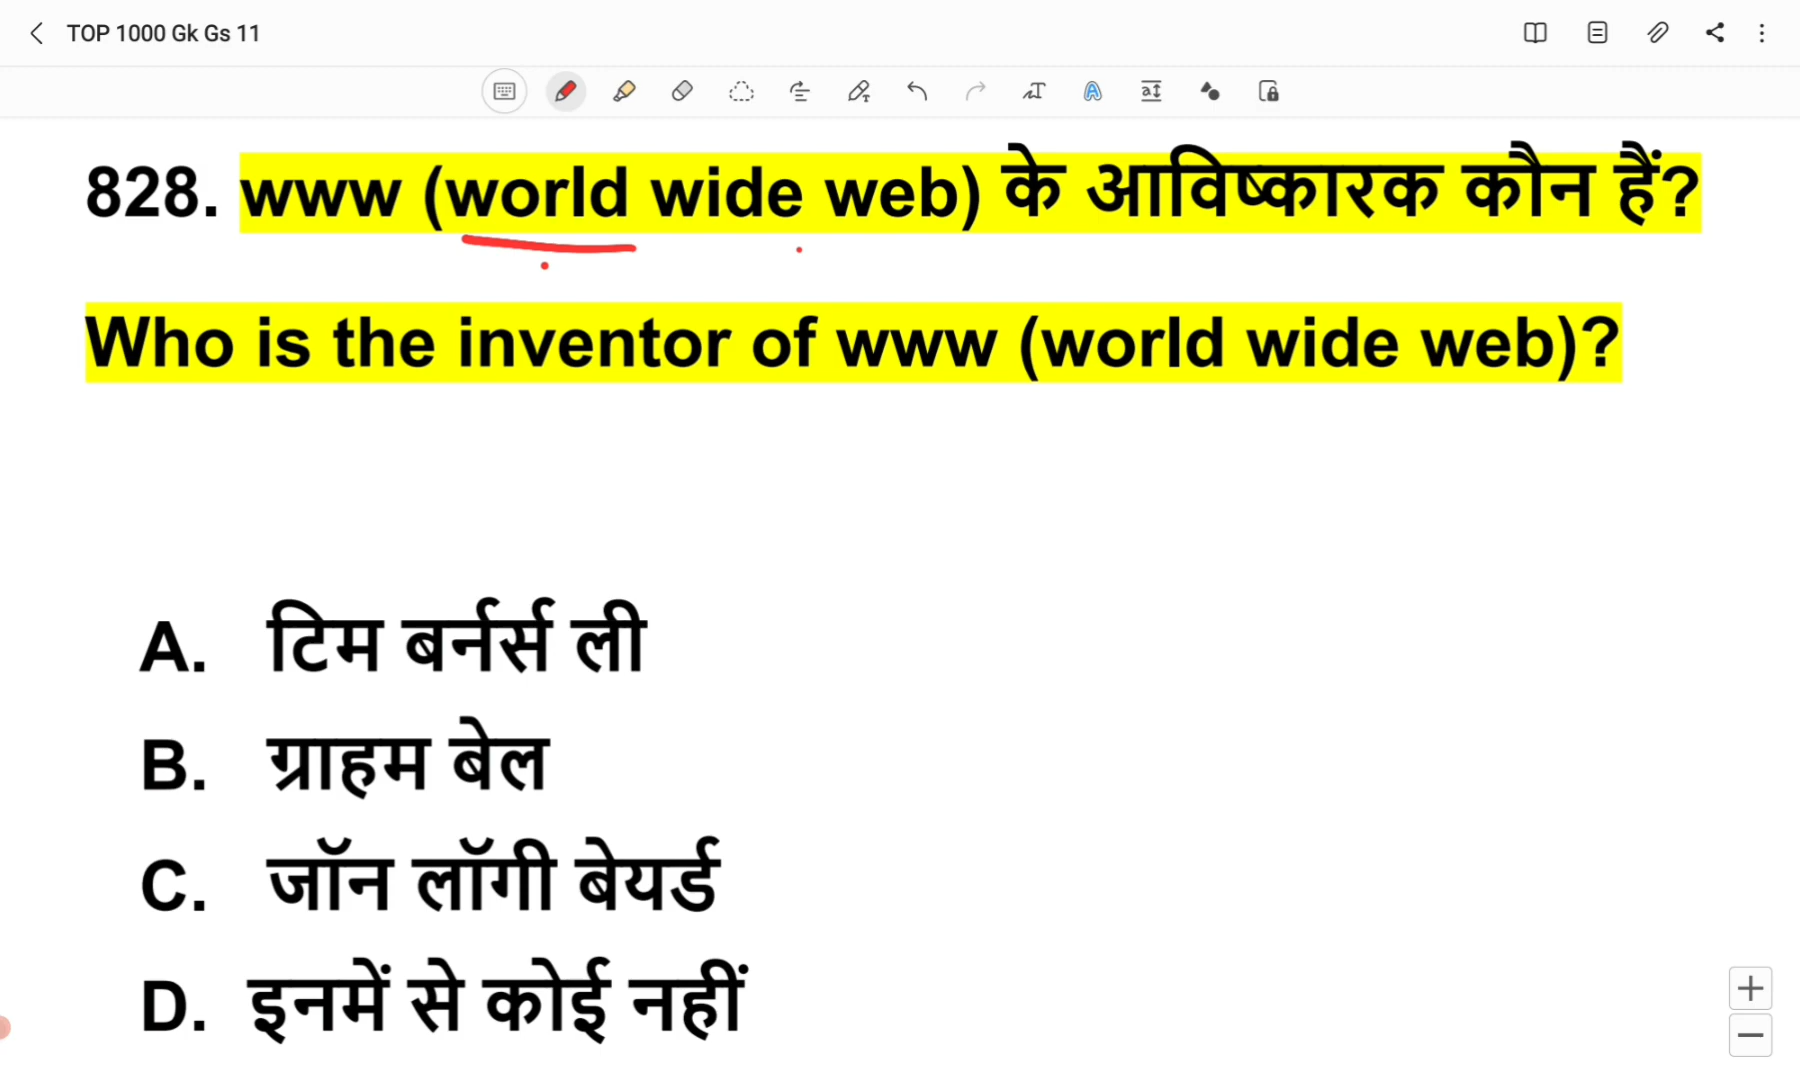 TOP 1000 Gk Gs 11
828. www (world wide web) के आविष्कारक कौन हैं?
Who is the inventor of www (world wide web)?
A. टिम बर्नर्स ली
B. ग्राहम बेल
C. जॉन लॉगी बेयर्ड
D. इनमें से कोई नहीं